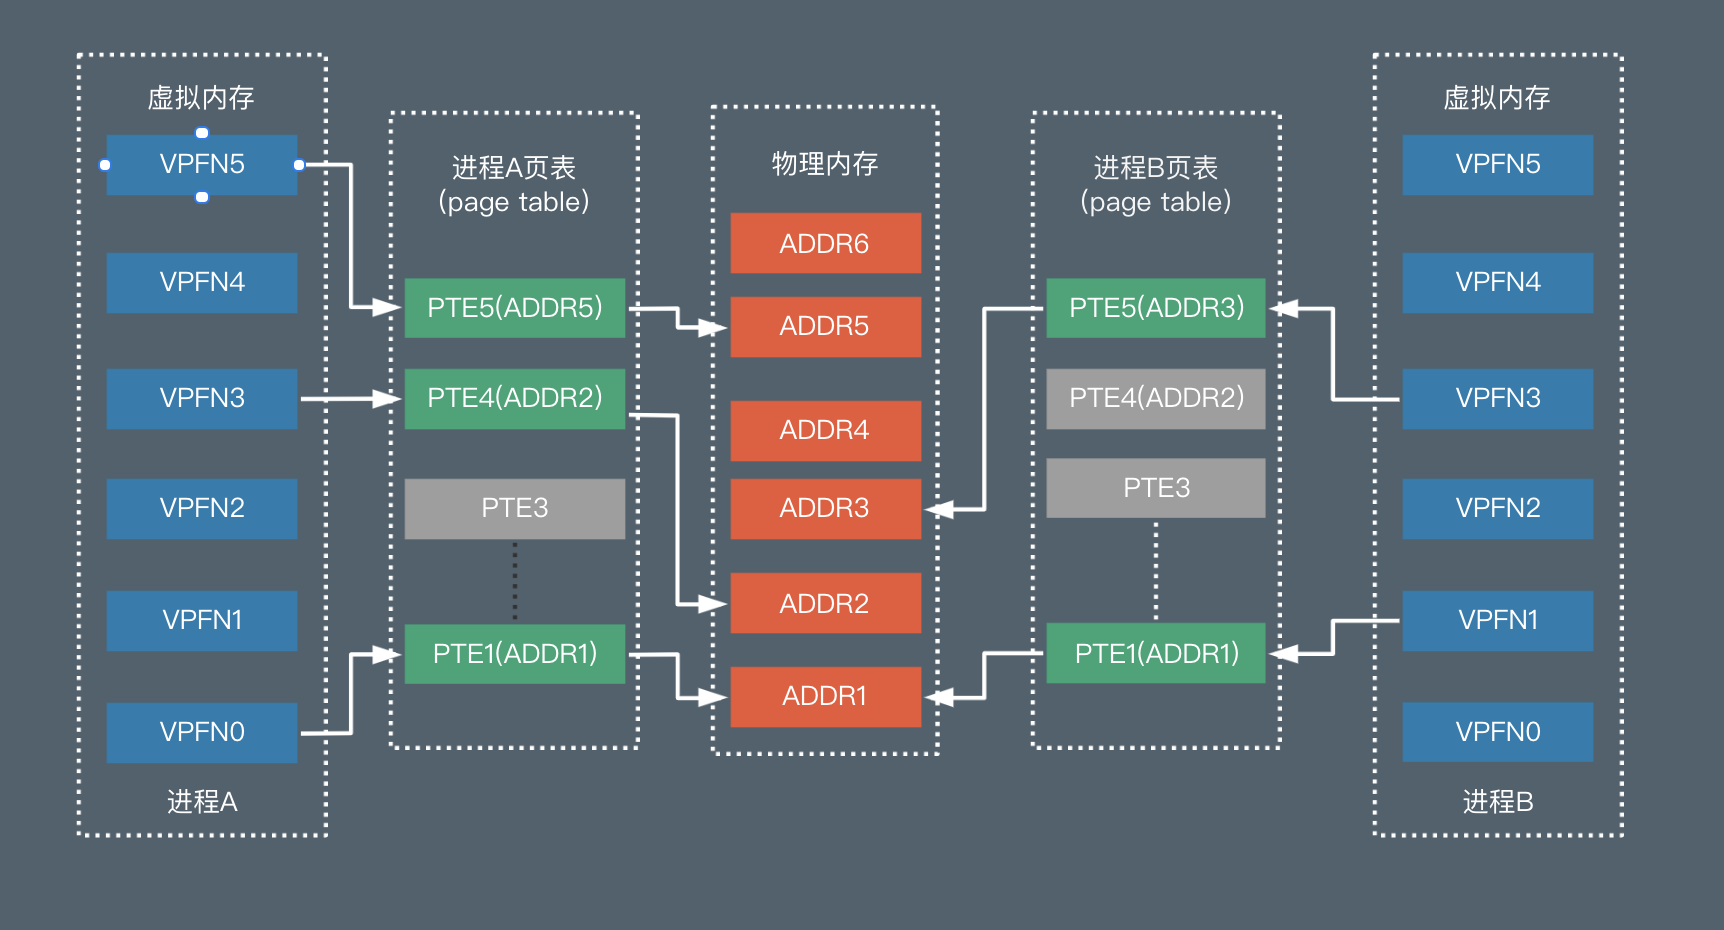 虚拟内存
VPFN5
VPFN4
VPFN3
VPFN2
VPFN1
VPFN0
进程A
进程A页表
(page table)
PTE5(ADDR5)
PTE4(ADDR2)
PTE3
PTE1(ADDR1)
物理内存
ADDR6
ADDR5
ADDR4
ADDR3
ADDR2
ADDR1
进程B页表
(page table)
PTE5(ADDR3)
PTE4(ADDR2)
PTE3
PTE1(ADDR1)
虚拟内存
VPFN5
VPFN4
VPFN3
VPFN2
VPFN1
VPFN0
进程B